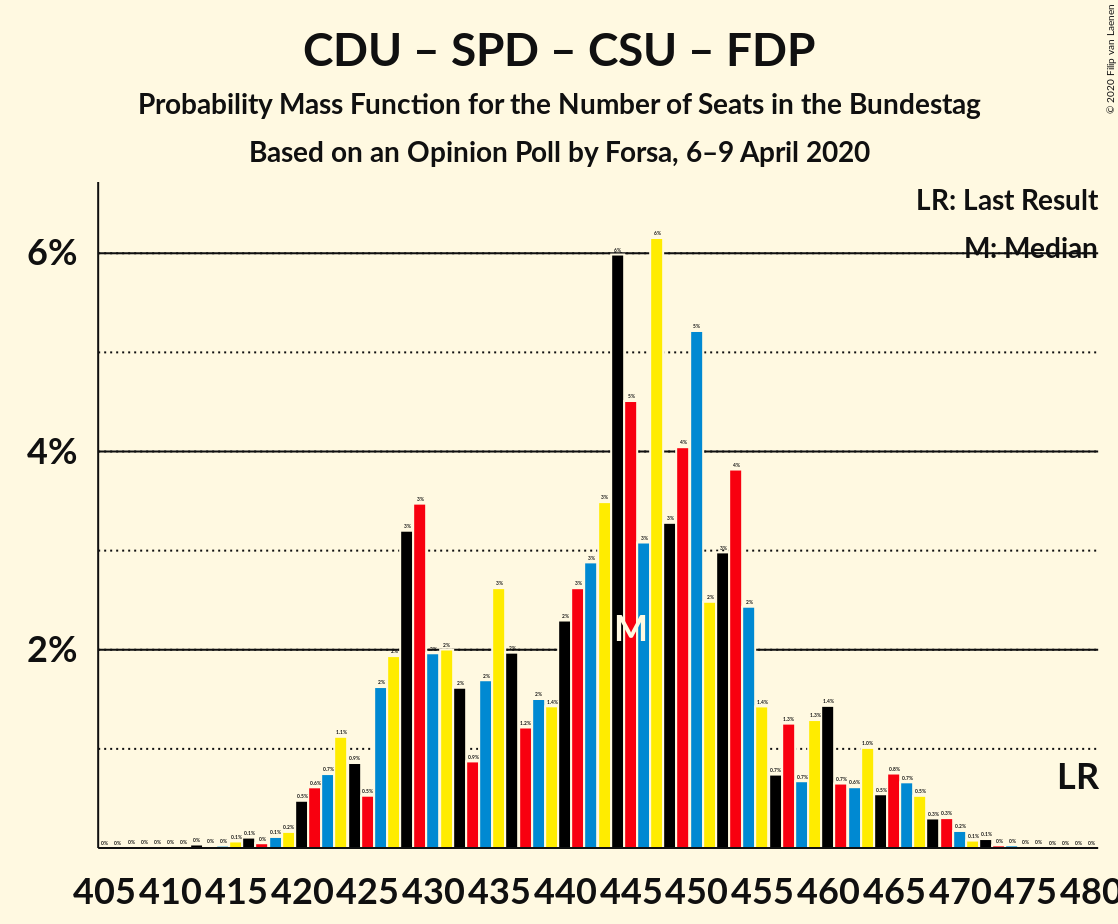 CDU – SPD – CSU – FDP
Probability Mass Function for the Number of Seats in the Bundestag
Based on an Opinion Poll by Forsa, 6–9 April 2020
© 2020 Filip van Laenen
LR: Last Result
M: Median
6%
4%
2%
M
LR
405 410 415 420 425 430 435 440 445 450 455 460 465 470 475 480